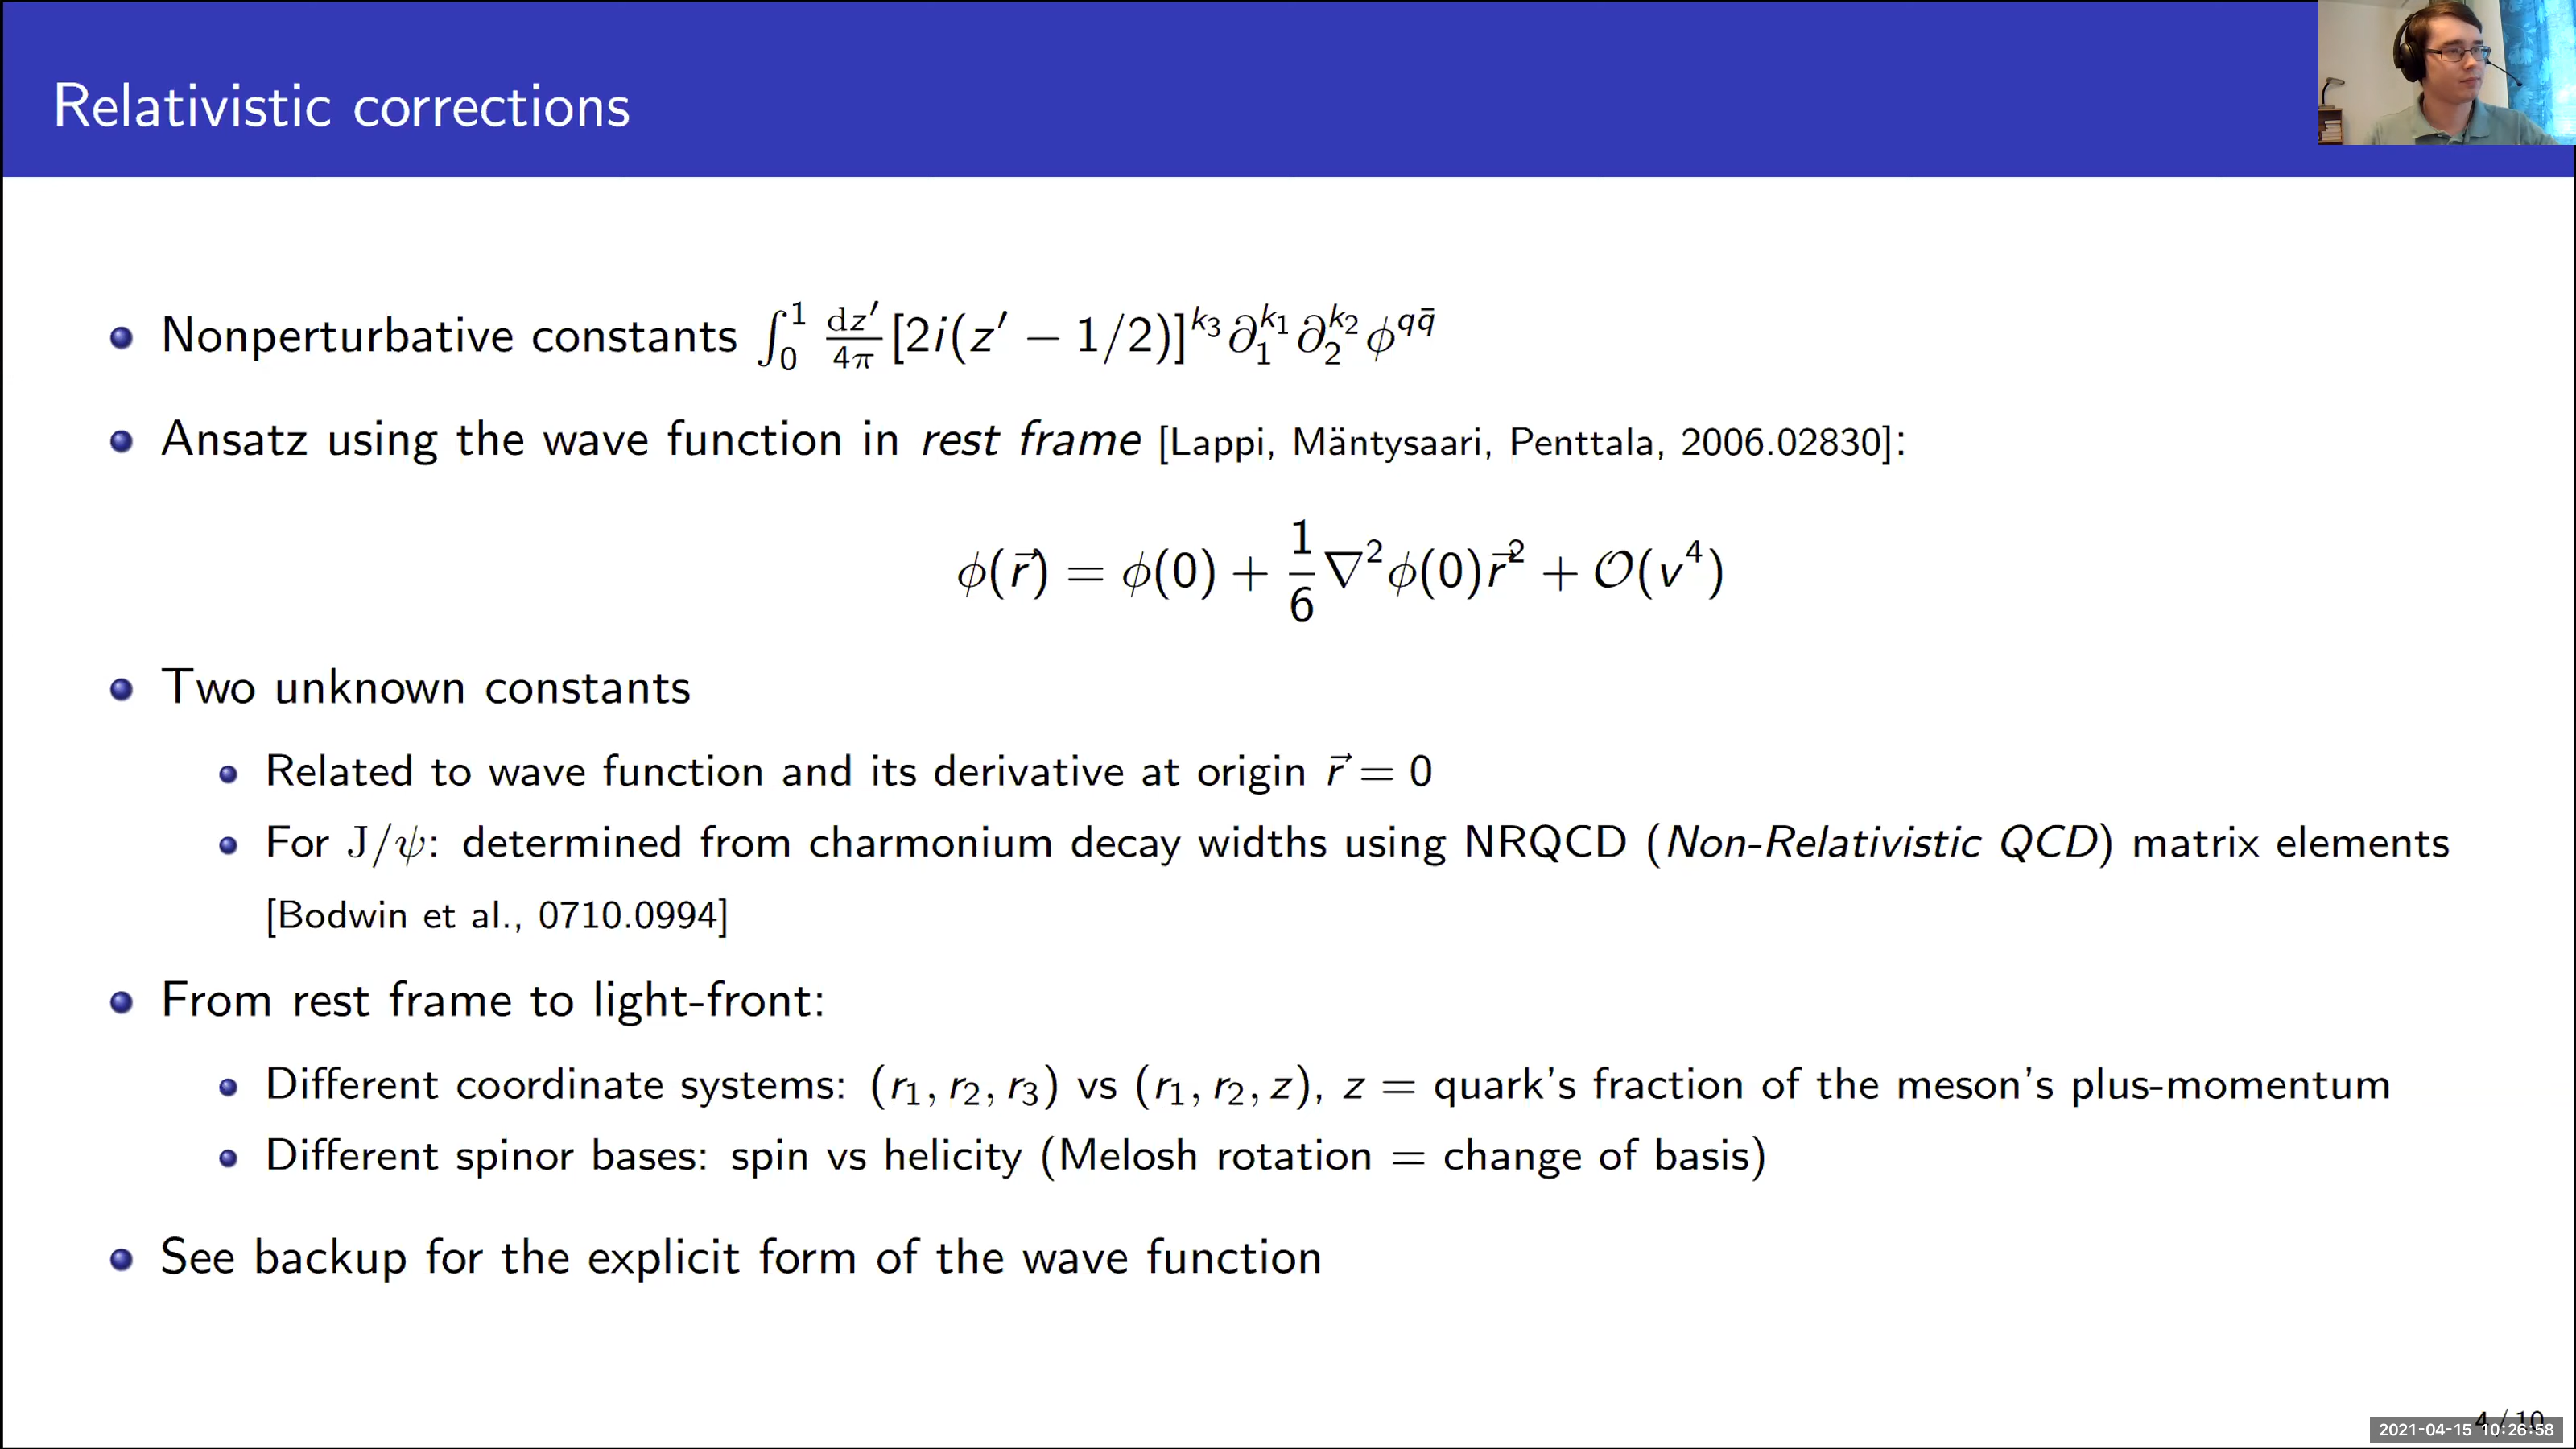 Relativistic corrections
Nonperturbative constants ∫₀¹ dz′/4π [2i(z′ − 1/2)]^{k₃} ∂₁^{k₁} ∂₂^{k₂} ϕ^{qq̄}
Ansatz using the wave function in rest frame [Lappi, Mäntysaari, Penttala, 2006.02830]:
ϕ(r⃗) = ϕ(0) + 1/6 ∇²ϕ(0)r⃗² + 𝒪(v⁴)
Two unknown constants
Related to wave function and its derivative at origin r⃗ = 0
For J/ψ: determined from charmonium decay widths using NRQCD (Non-Relativistic QCD) matrix elements
[Bodwin et al., 0710.0994]
From rest frame to light-front:
Different coordinate systems: (r₁, r₂, r₃) vs (r₁, r₂, z), z = quark's fraction of the meson's plus-momentum
Different spinor bases: spin vs helicity (Melosh rotation = change of basis)
See backup for the explicit form of the wave function
4 / 10
2021-04-15 10:26:58